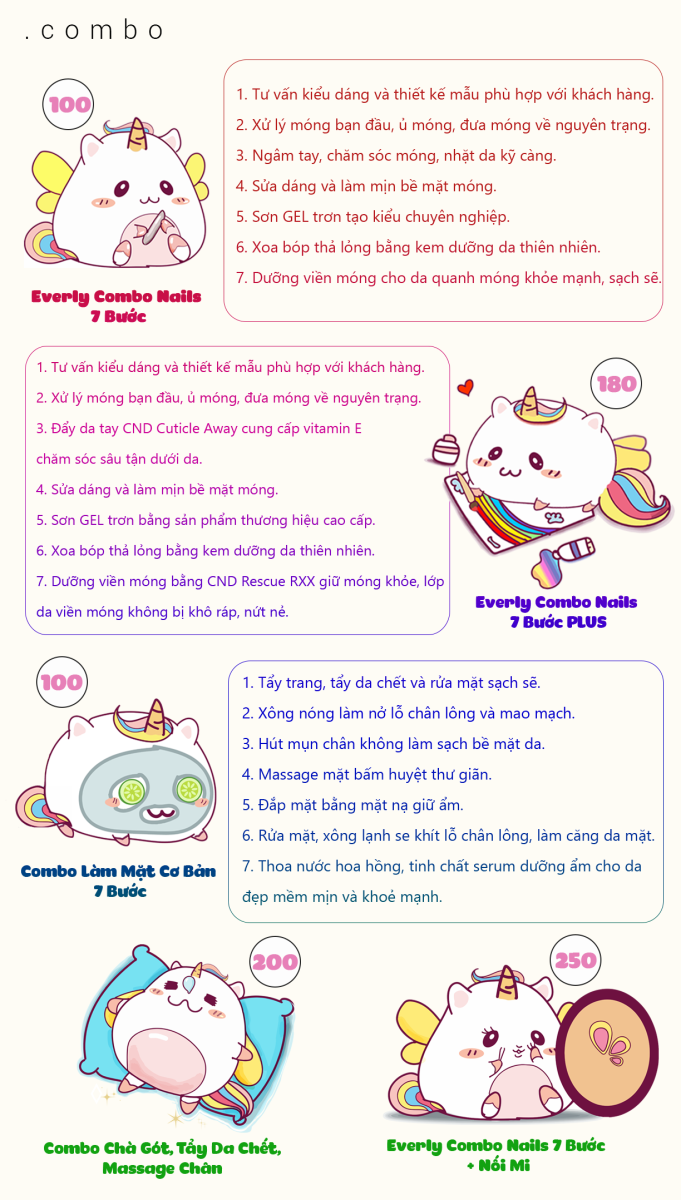 .combo
100
Everly Combo Nails
7 Bước
1. Tư vấn kiểu dáng và thiết kế mẫu phù hợp với khách hàng.
2. Xử lý móng bạn đầu, ủ móng, đưa móng về nguyên trạng.
3. Ngâm tay, chăm sóc móng, nhặt da kỹ càng.
4. Sửa dáng và làm mịn bề mặt móng.
5. Sơn GEL trơn tạo kiểu chuyên nghiệp.
6. Xoa bóp thả lỏng bằng kem dưỡng da thiên nhiên.
7. Dưỡng viền móng cho da quanh móng khỏe mạnh, sạch sẽ.
1. Tư vấn kiểu dáng và thiết kế mẫu phù hợp với khách hàng.
2. Xử lý móng bạn đầu, ủ móng, đưa móng về nguyên trạng.
3. Đẩy da tay CND Cuticle Away cung cấp vitamin E
chăm sóc sâu tận dưới da.
4. Sửa dáng và làm mịn bề mặt móng.
5. Sơn GEL trơn bằng sản phẩm thương hiệu cao cấp.
6. Xoa bóp thả lỏng bằng kem dưỡng da thiên nhiên.
7. Dưỡng viền móng bằng CND Rescue RXX giữ móng khỏe, lớp
da viền móng không bị khô ráp, nứt nẻ.
180
Everly Combo Nails
7 Bước PLUS
100
Combo Làm Mặt Cơ Bản
7 Bước
1. Tẩy trang, tẩy da chết và rửa mặt sạch sẽ.
2. Xông nóng làm nở lỗ chân lông và mao mạch.
3. Hút mụn chân không làm sạch bề mặt da.
4. Massage mặt bấm huyệt thư giãn.
5. Đắp mặt bằng mặt nạ giữ ẩm.
6. Rửa mặt, xông lạnh se khít lỗ chân lông, làm căng da mặt.
7. Thoa nước hoa hồng, tinh chất serum dưỡng ẩm cho da
đẹp mềm mịn và khoẻ mạnh.
200
Combo Chà Gót, Tẩy Da Chết,
Massage Chân
250
Everly Combo Nails 7 Bước
+ Nối Mi